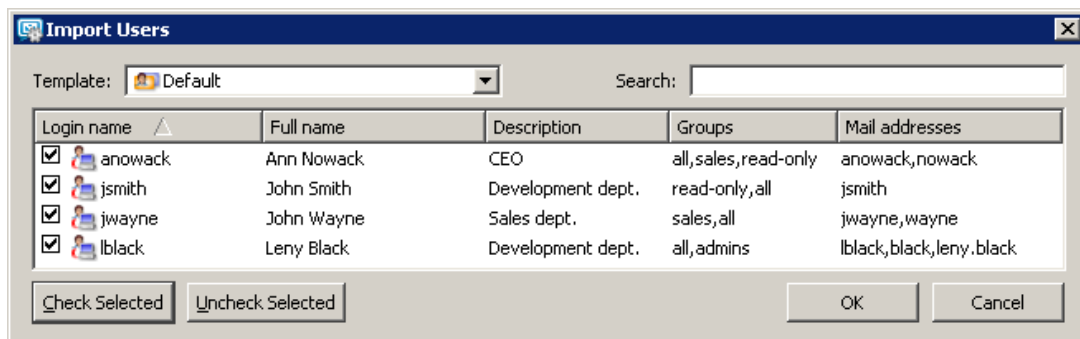 Import Users
Template: Default Search:
Login name Full name Description Groups Mail addresses
anowack Ann Nowack CEO all,sales,read-only anowack,nowack
jsmith John Smith Development dept. read-only,all jsmith
jwayne John Wayne Sales dept. sales,all jwayne,wayne
lblack Leny Black Development dept. all,admins lblack,black,leny.black
Check Selected Uncheck Selected OK Cancel